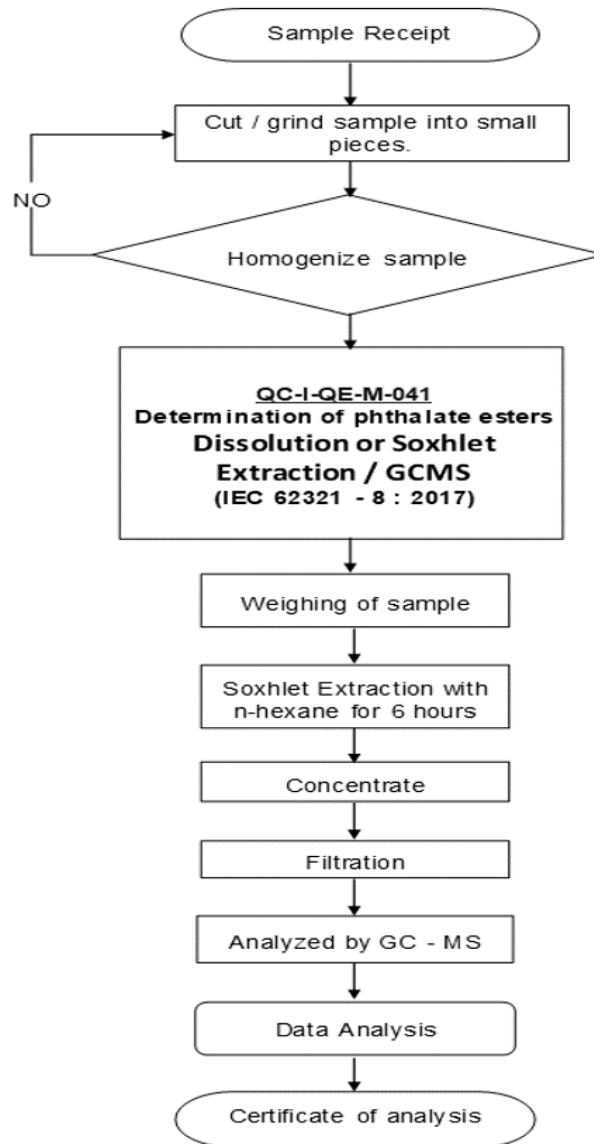 Sample Receipt
Cut / grind sample into small
pieces.
NO
Homogenize sample
QC-I-QE-M-041
Determination of phthalate esters
Dissolution or Soxhlet
Extraction / GCMS
(IEC 62321 - 8 : 2017)
Weighing of sample
Soxhlet Extraction with
n-hexane for 6 hours
Concentrate
Filtration
Analyzed by GC - MS
Data Analysis
Certificate of analysis